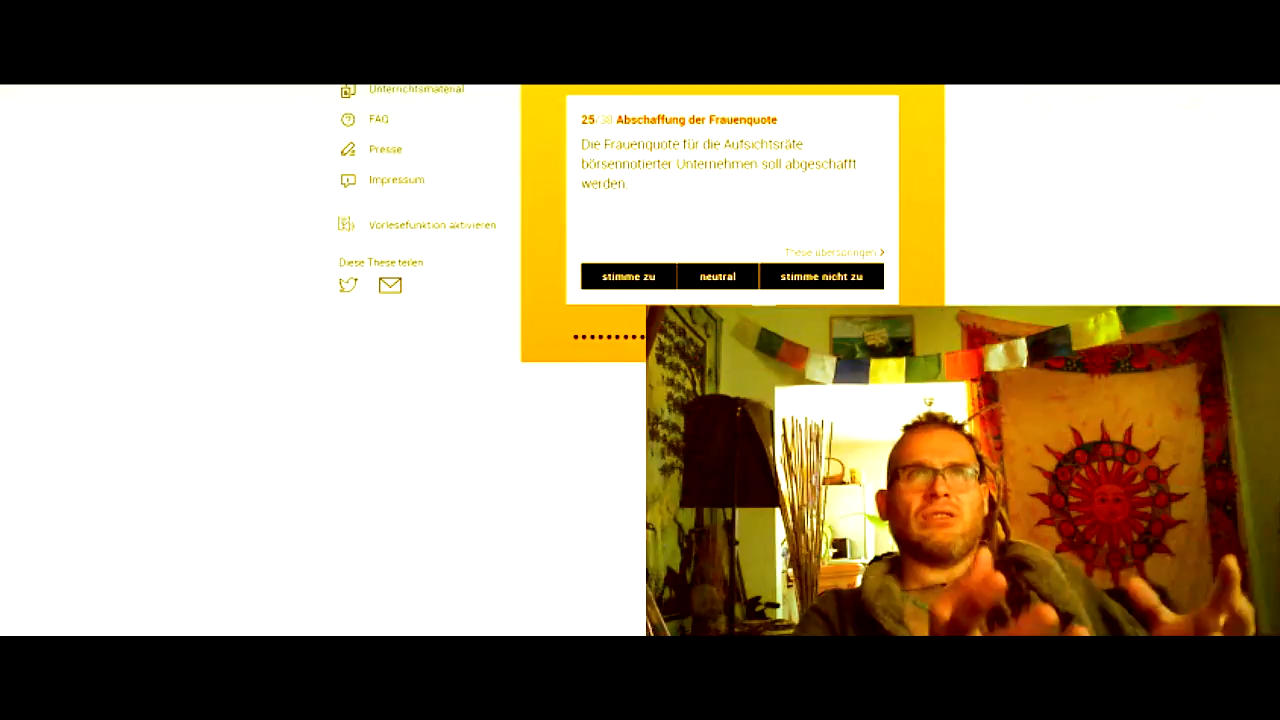 Unterrichtsmaterial
FAQ
Presse
Impressum
Vorlesefunktion aktivieren
Diese These teilen
25/38 Abschaffung der Frauenquote
Die Frauenquote für die Aufsichtsräte
börsennotierter Unternehmen soll abgeschafft
werden.
These überspringen
stimme zu neutral stimme nicht zu